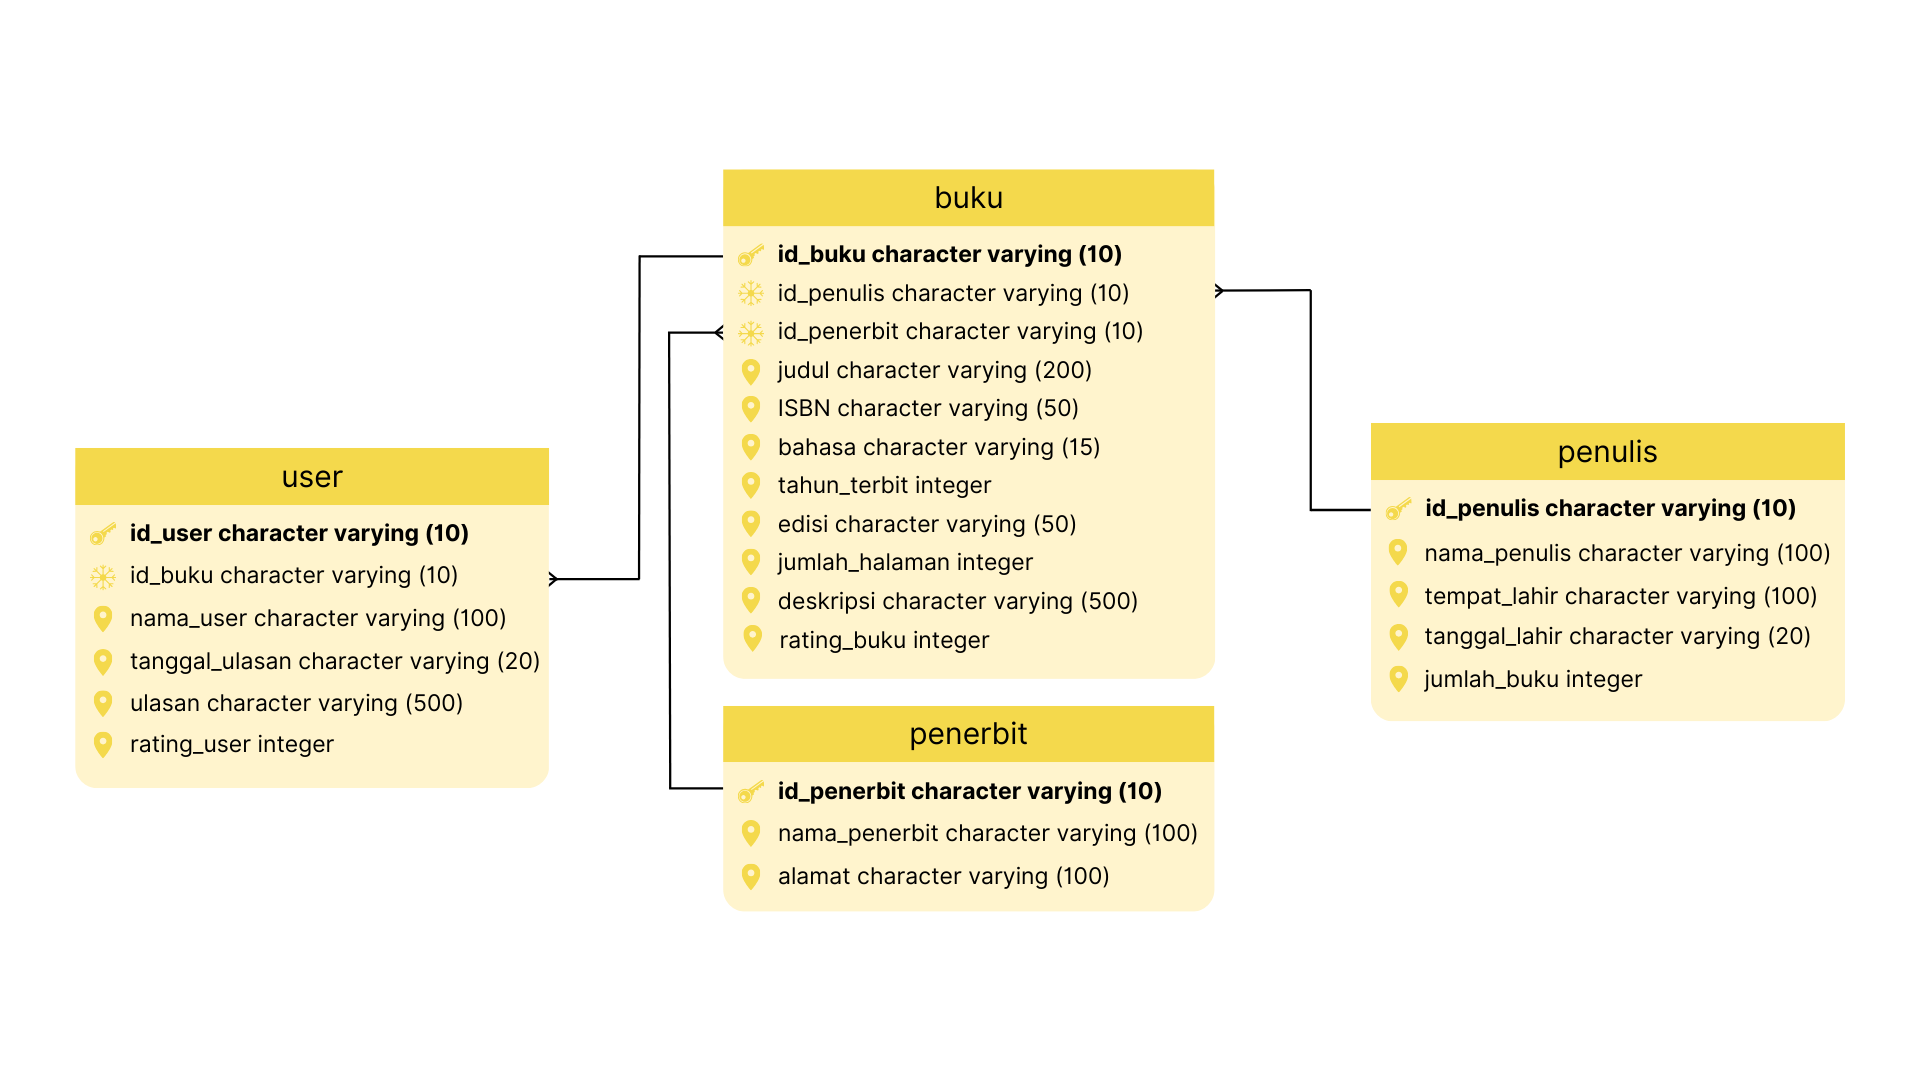 buku
id_buku character varying (10)
id_penulis character varying (10)
id_penerbit character varying (10)
judul character varying (200)
ISBN character varying (50)
bahasa character varying (15)
tahun_terbit integer
edisi character varying (50)
jumlah_halaman integer
deskripsi character varying (500)
rating_buku integer
user
id_user character varying (10)
id_buku character varying (10)
nama_user character varying (100)
tanggal_ulasan character varying (20)
ulasan character varying (500)
rating_user integer
penerbit
id_penerbit character varying (10)
nama_penerbit character varying (100)
alamat character varying (100)
penulis
id_penulis character varying (10)
nama_penulis character varying (100)
tempat_lahir character varying (100)
tanggal_lahir character varying (20)
jumlah_buku integer